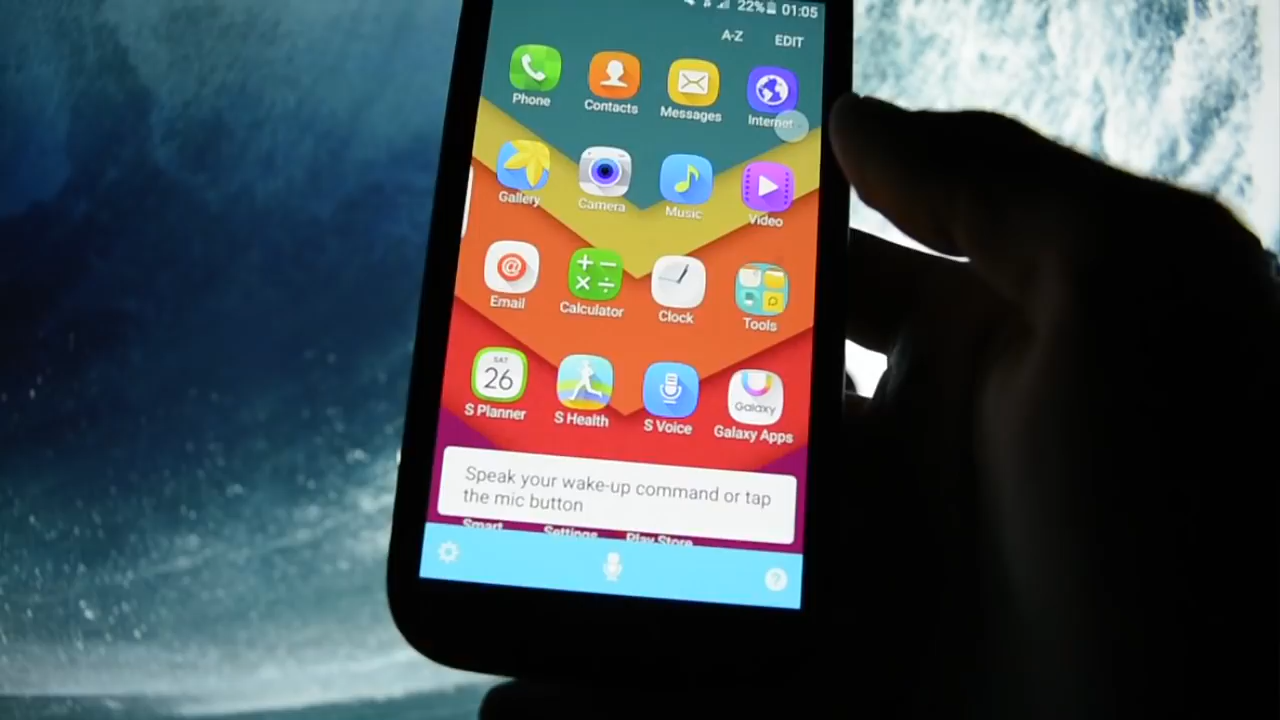 22% 01:05
A-Z EDIT
Phone Contacts Messages Internet
Gallery Camera Music Video
Email Calculator Clock Tools
SAT
26
Galaxy
S Planner S Health S Voice Galaxy Apps
Speak your wake-up command or tap
the mic button
Smart Settings Play Store
?